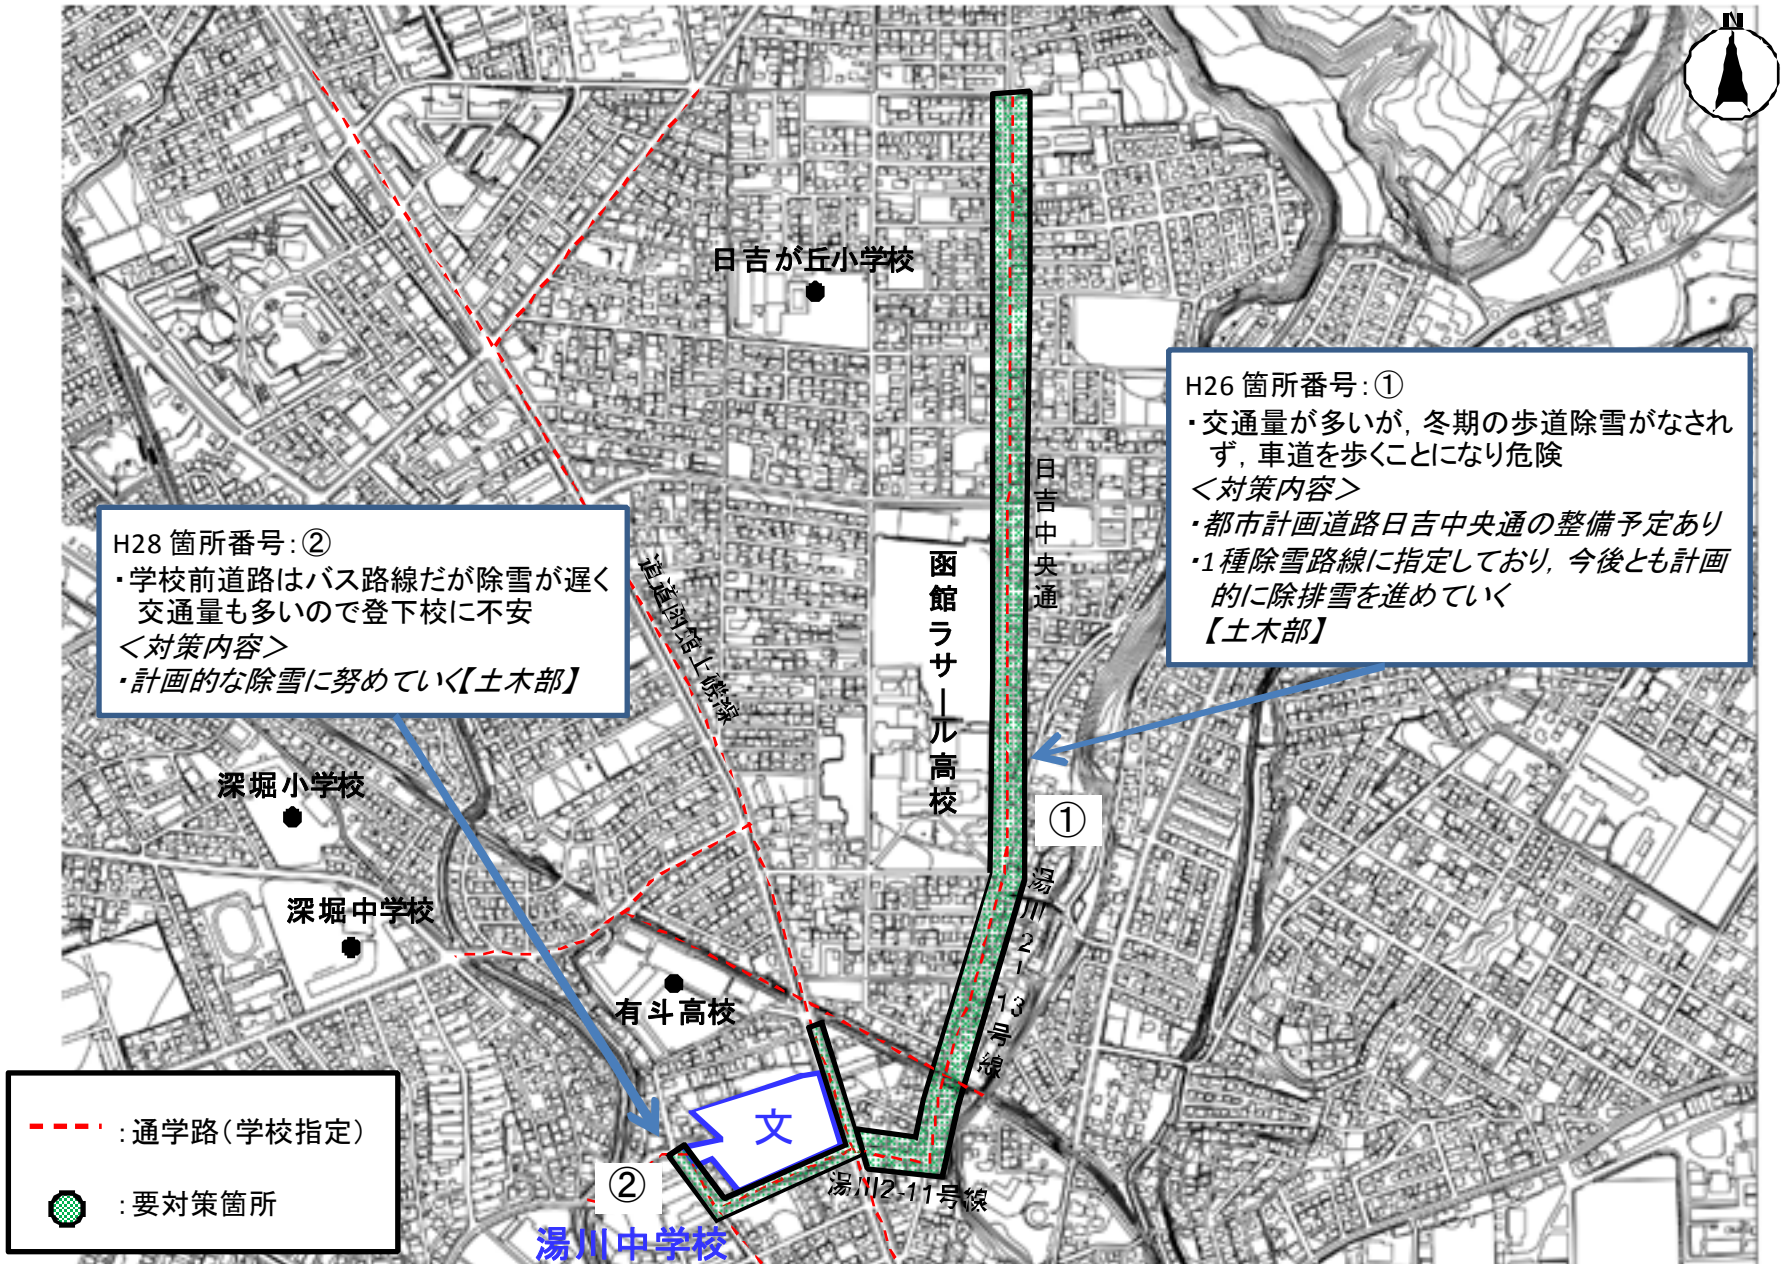 N
日吉が丘小学校
H26 箇所番号：①
・交通量が多いが，冬期の歩道除雪がなされ
ず，車道を歩くことになり危険
＜対策内容＞
・都市計画道路日吉中央通の整備予定あり
・1種除雪路線に指定しており，今後とも計画
的に除排雪を進めていく
【土木部】
日吉中央通
H28 箇所番号：②
・学校前道路はバス路線だが除雪が遅く
交通量も多いので登下校に不安
＜対策内容＞
・計画的な除雪に努めていく【土木部】
道道函館上磯線
函館ラサール高校
深堀小学校
①
湯川2-13号線
深堀中学校
有斗高校
文
②
湯川2-11号線
湯川中学校
：通学路（学校指定）
：要対策箇所